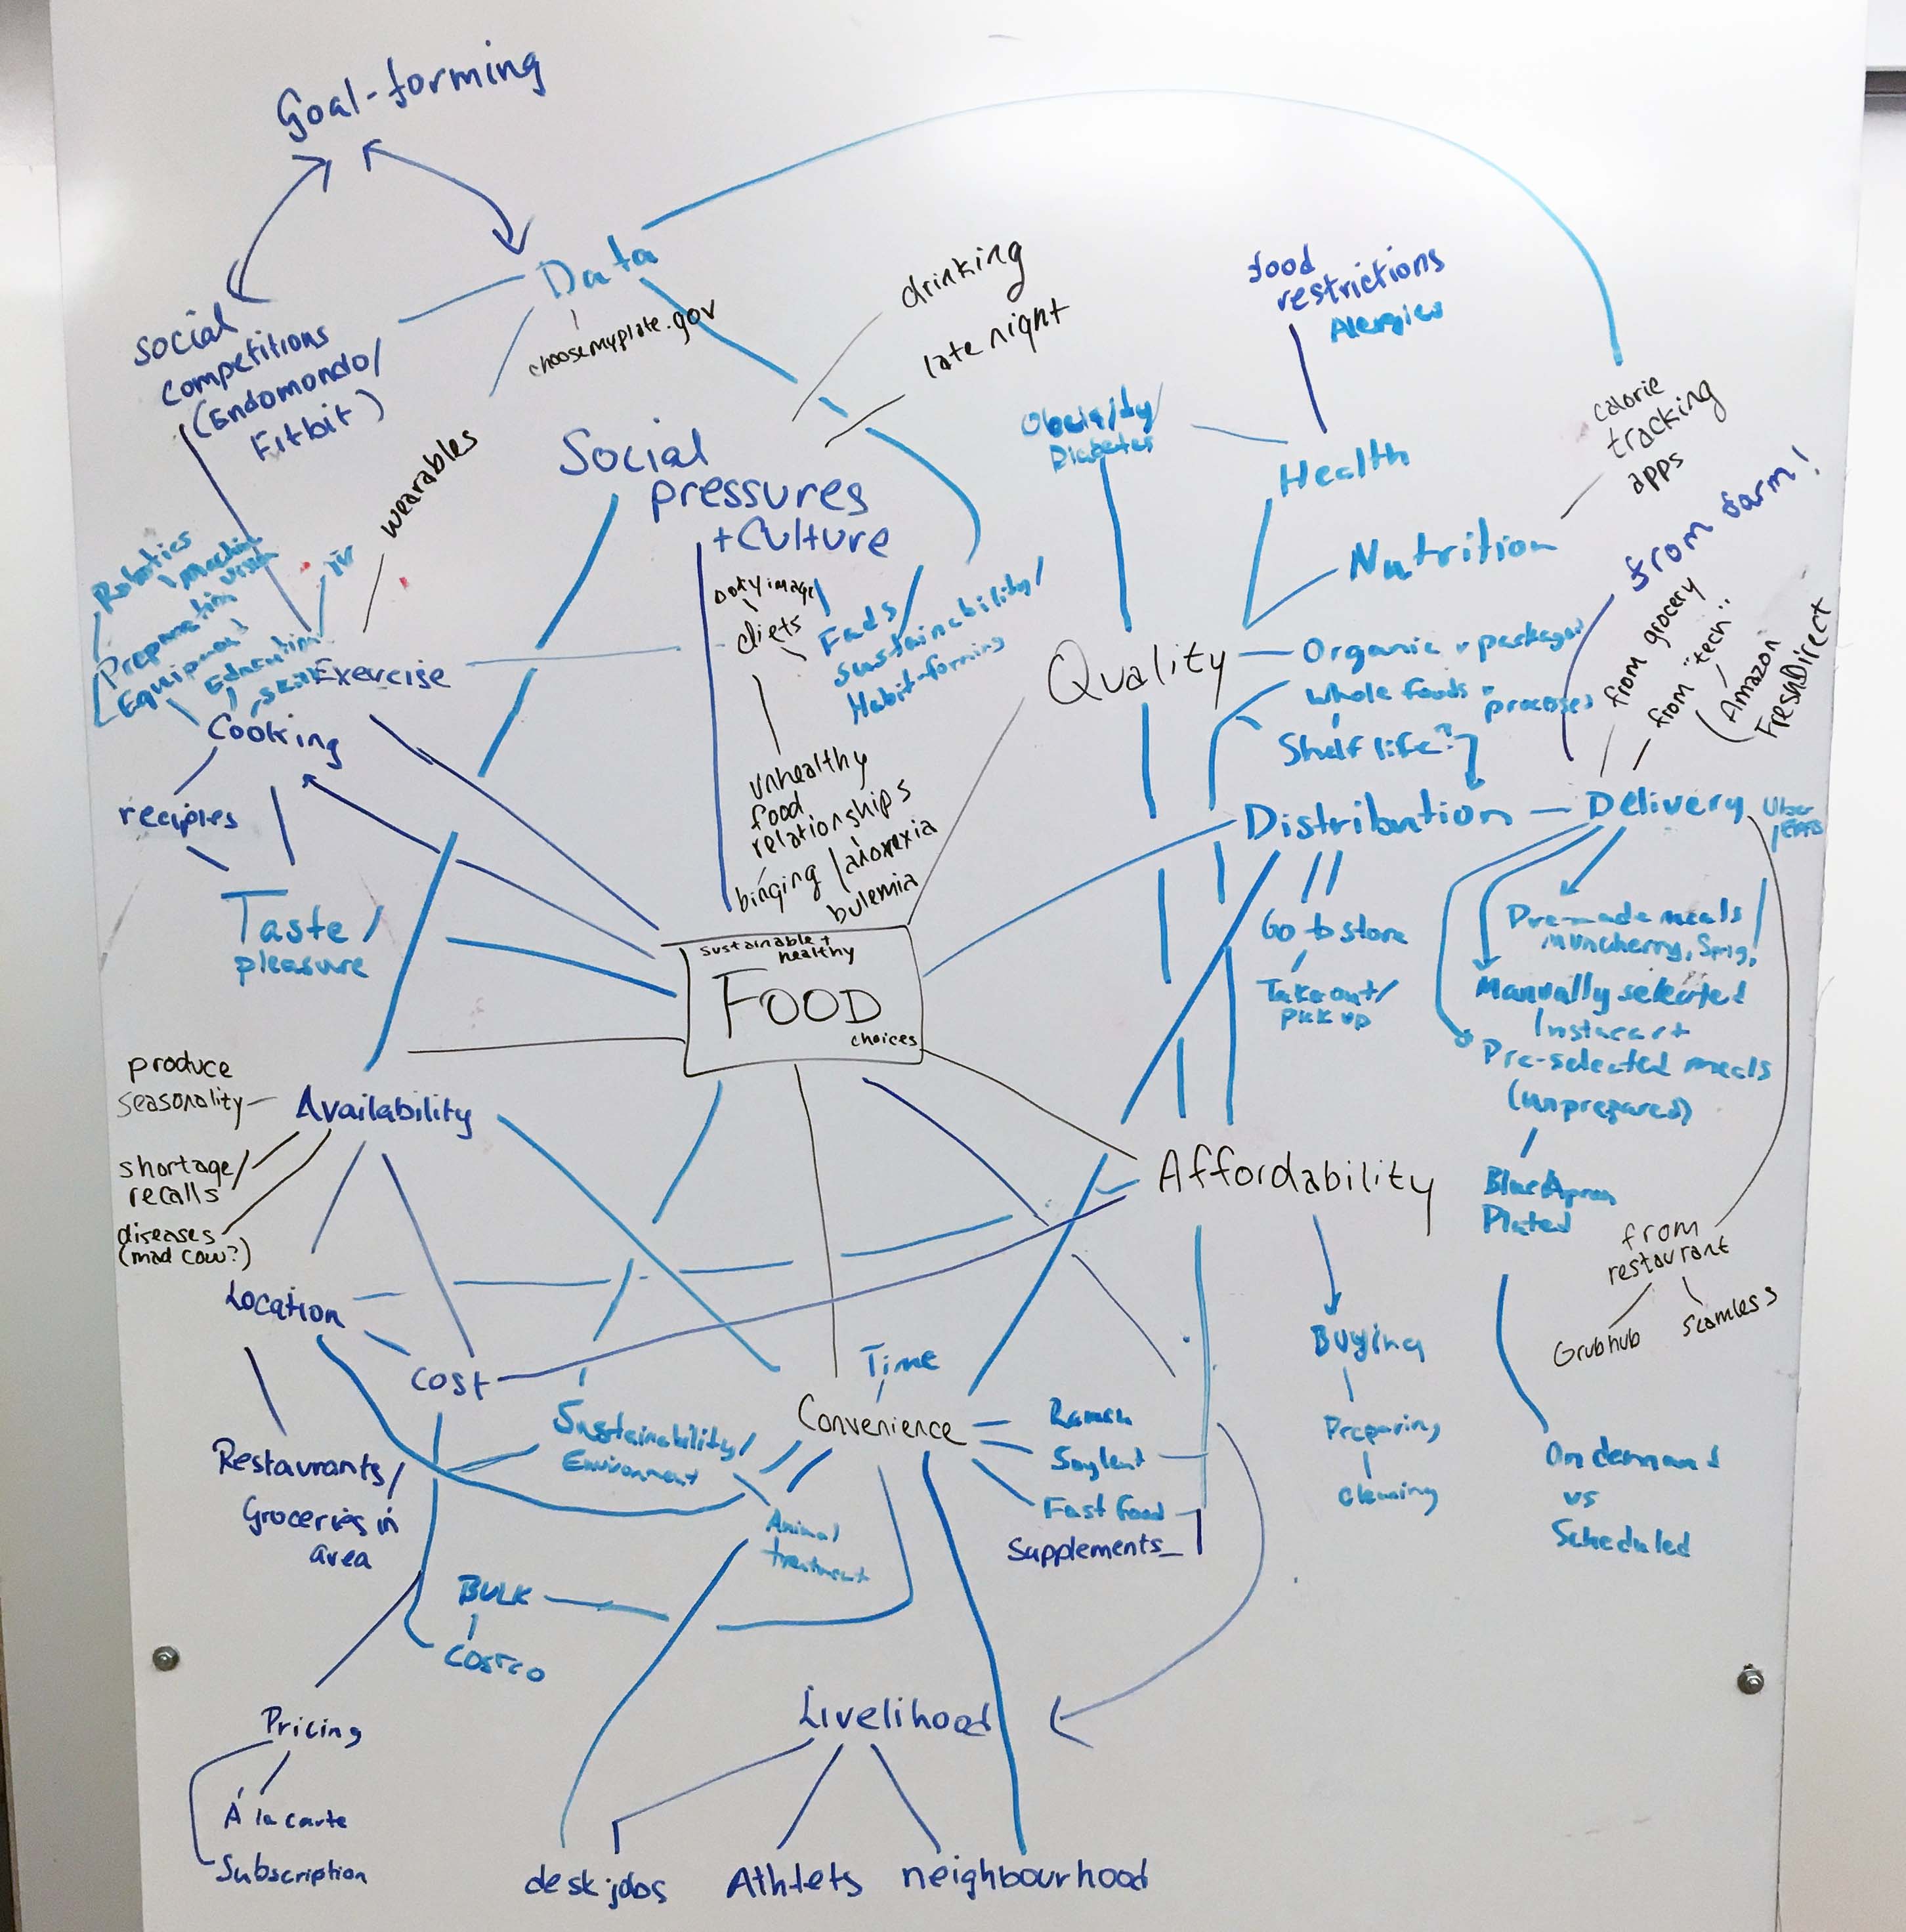 Goal-forming
Data
choosemyplate.gov
social
competitions
(Endomondo/
Fitbit)
wearables
drinking
late night
food
restrictions
Alergies
Obesity/
Diabetes
Health
Nutrition
calorie
tracking
apps
Social
pressures
+ Culture
body image
diets
Fads/
sustainability/
Habit-forming
unhealthy
food
relationships
binging / anorexia
bulemia
Robotics
TV
Preparation
Equipment
Education
skill
Exercise
Cooking
recipies
Taste/
pleasure
Quality
Organic
packaged
whole foods
processed
Shelf life?
Distribution
Delivery
Uber
/EATS
from farm!
from grocery
from "tech"
(Amazon
FreshDirect
Go to store
Takeout/
pick up
Pre-made meals
muncherry, Sprig,
Manually selected
Instacart
Pre-selected meals
(unprepared)
Blue Apron
Plated
from
restaurant
Grubhub
Seamless
On demand
vs
Scheduled
sustainable +
healthy
FOOD
choices
produce
seasonality
Availability
shortage/
recalls
diseases
(mad cow?)
Location
cost
Restaurants/
Groceries in
area
Sustainability/
Environment
Animal
treatment
Time
Convenience
Ramen
Soylent
Fast food
Supplements
Affordability
Buying
Preparing
cleaning
BULK
COSTCO
Pricing
A la carte
Subscription
Livelihood
desk jobs
Athlets
neighbourhood